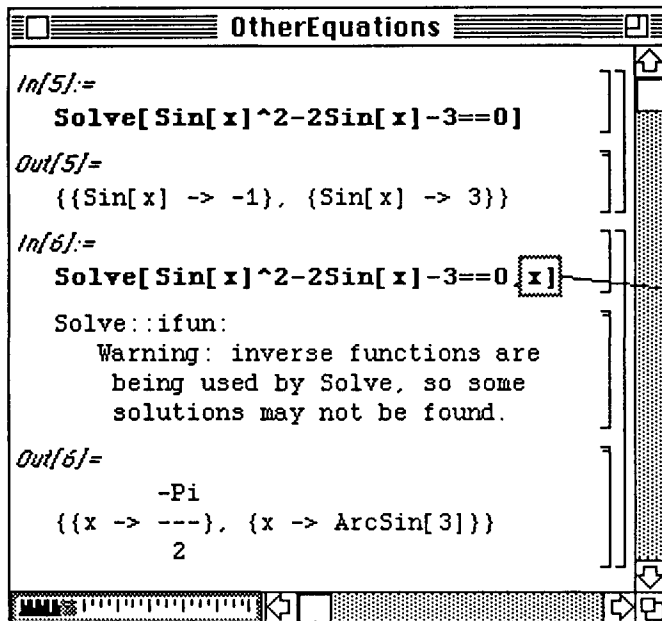 OtherEquations
In[5]:=
Solve[Sin[x]^2-2Sin[x]-3==0]
Out[5]=
{{Sin[x] -> -1}, {Sin[x] -> 3}}
In[6]:=
Solve[Sin[x]^2-2Sin[x]-3==0,x]
Solve::ifun:
Warning: inverse functions are
being used by Solve, so some
solutions may not be found.
Out[6]=
-Pi
{{x -> ---}, {x -> ArcSin[3]}}
2